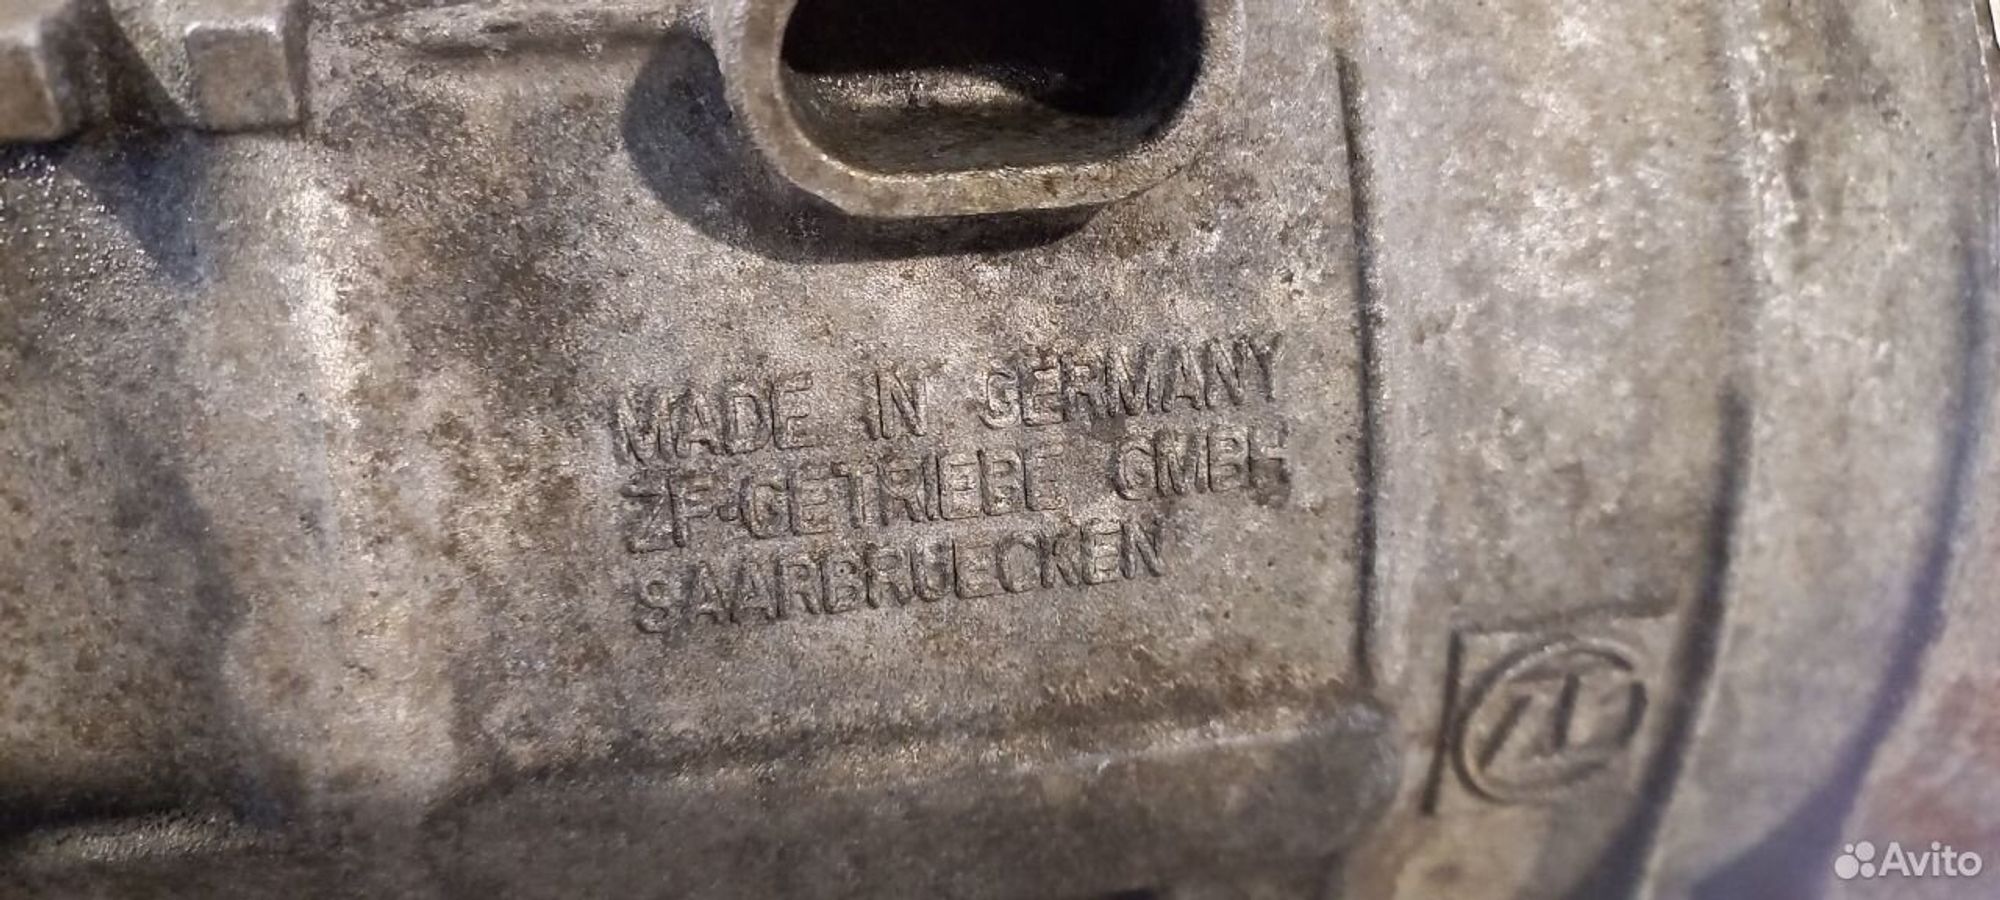 MADE IN GERMANY
ZF-GETRIEBE GMBH
SAARBRUECKEN
ZF
Avito